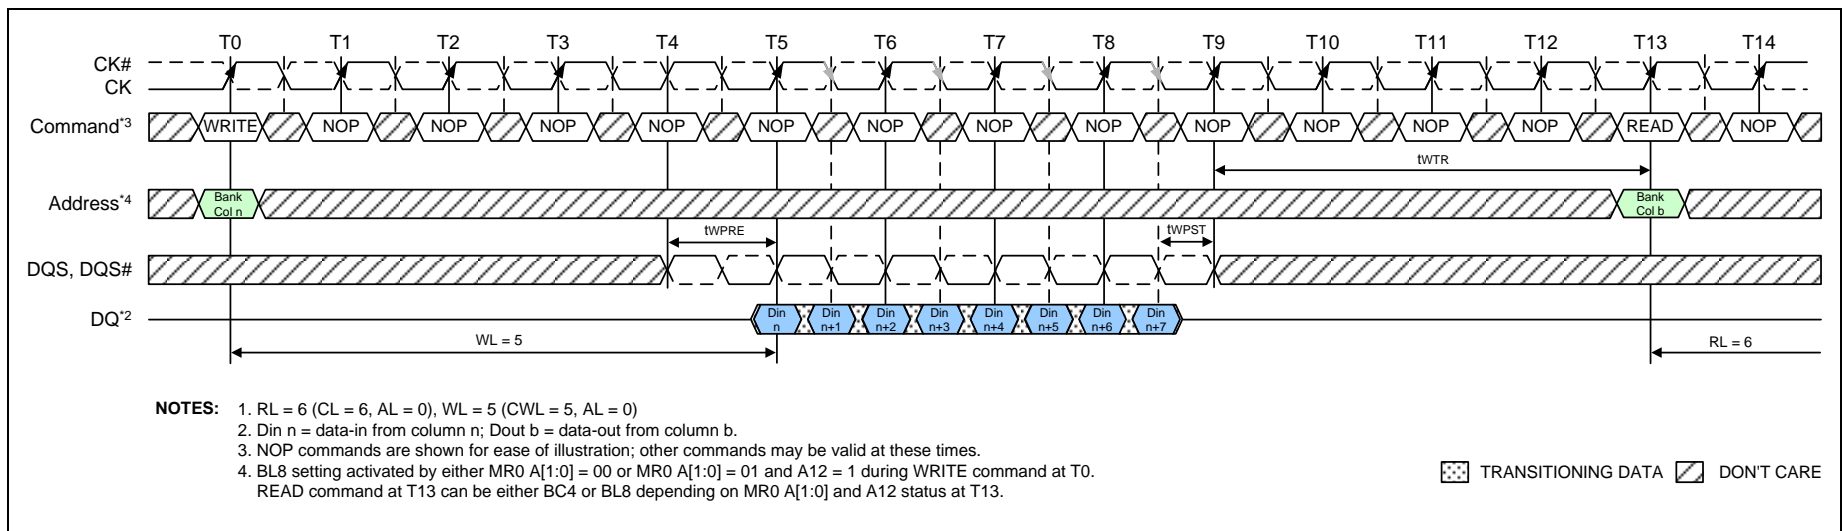 T0 T1 T2 T3 T4 T5 T6 T7 T8 T9 T10 T11 T12 T13 T14
CK#
CK
Command*3 WRITE NOP NOP NOP NOP NOP NOP NOP NOP NOP NOP NOP NOP READ NOP
tWTR
Address*4 Bank Col n Bank Col b
tWPRE tWPST
DQS, DQS#
DQ*2 Din n Din n+1 Din n+2 Din n+3 Din n+4 Din n+5 Din n+6 Din n+7
WL = 5 RL = 6
NOTES: 1. RL = 6 (CL = 6, AL = 0), WL = 5 (CWL = 5, AL = 0)
2. Din n = data-in from column n; Dout b = data-out from column b.
3. NOP commands are shown for ease of illustration; other commands may be valid at these times.
4. BL8 setting activated by either MR0 A[1:0] = 00 or MR0 A[1:0] = 01 and A12 = 1 during WRITE command at T0.
READ command at T13 can be either BC4 or BL8 depending on MR0 A[1:0] and A12 status at T13.
TRANSITIONING DATA DON'T CARE